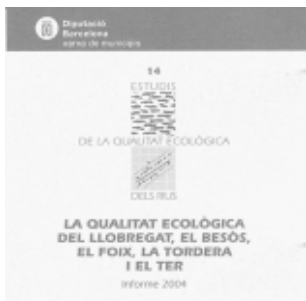 Diputació
Barcelona
xarxa de municipis
14
ESTUDIS
DE LA QUALITAT ECOLÒGICA
DELS RIUS
LA QUALITAT ECOLÒGICA
DEL LLOBREGAT, EL BESÒS,
EL FOIX, LA TORDERA
I EL TER
Informe 2004